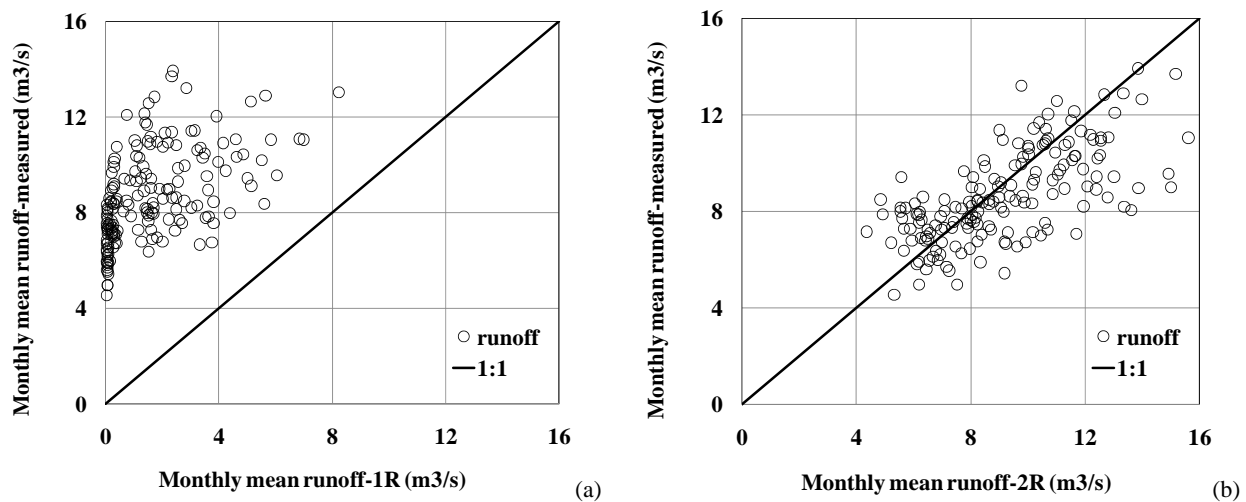 Monthly mean runoff-measured (m3/s)
16
12
8
4
0
0 4 8 12 16
runoff
1:1
Monthly mean runoff-1R (m3/s)
(a)
Monthly mean runoff-measured (m3/s)
16
12
8
4
0
0 4 8 12 16
runoff
1:1
Monthly mean runoff-2R (m3/s)
(b)